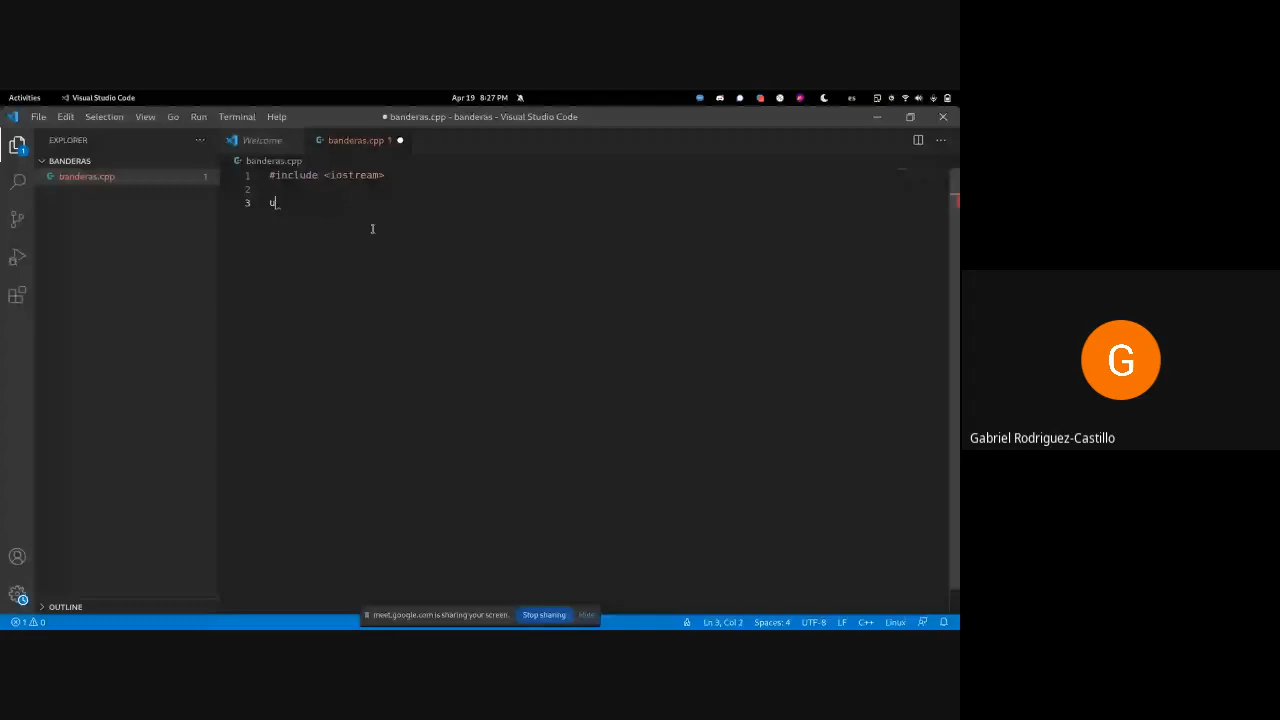 Activities Visual Studio Code Apr 19 8:27 PM es
File Edit Selection View Go Run Terminal Help ● banderas.cpp - banderas - Visual Studio Code
EXPLORER ··· Welcome banderas.cpp 1 ●
BANDERAS banderas.cpp
banderas.cpp 1
1 #include <iostream>
2
3 u
G
Gabriel Rodriguez-Castillo
OUTLINE
meet.google.com is sharing your screen. Stop sharing Hide
1 0 Ln 3, Col 2 Spaces: 4 UTF-8 LF C++ Linux